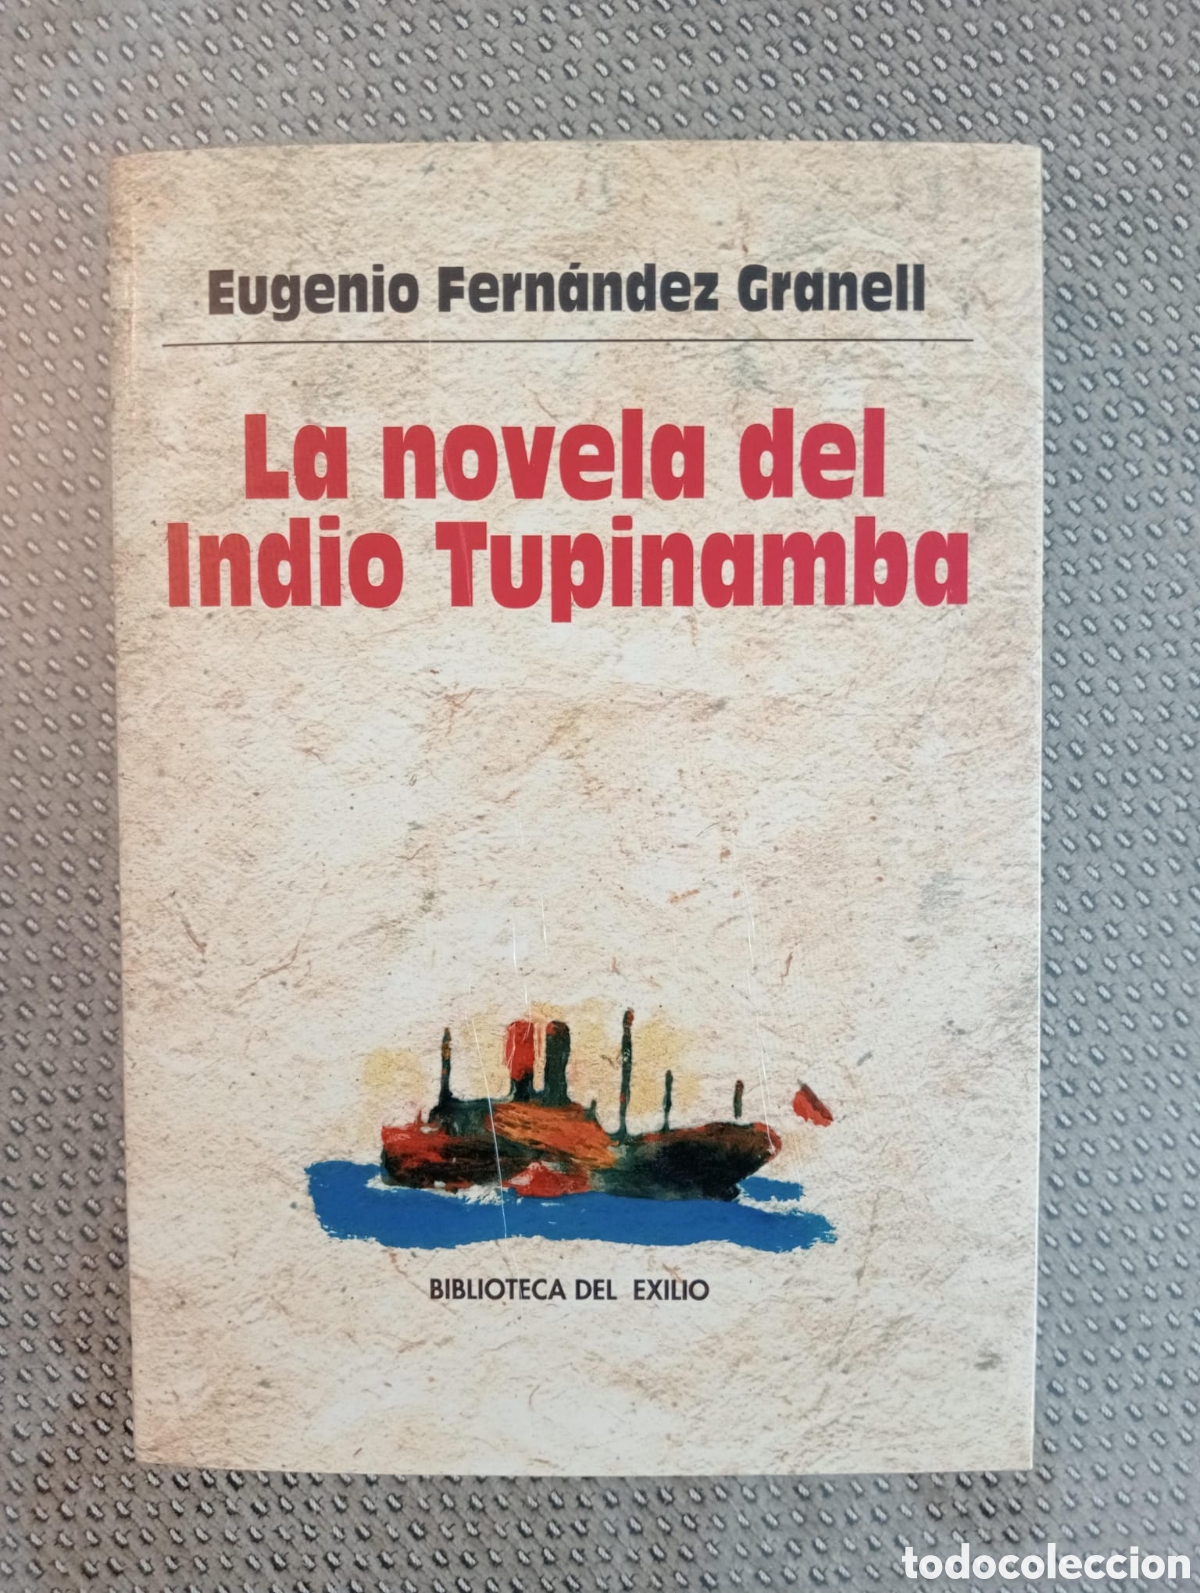 Eugenio Fernández Granell
La novela del
Indio Tupinamba
BIBLIOTECA DEL EXILIO
todocoleccion